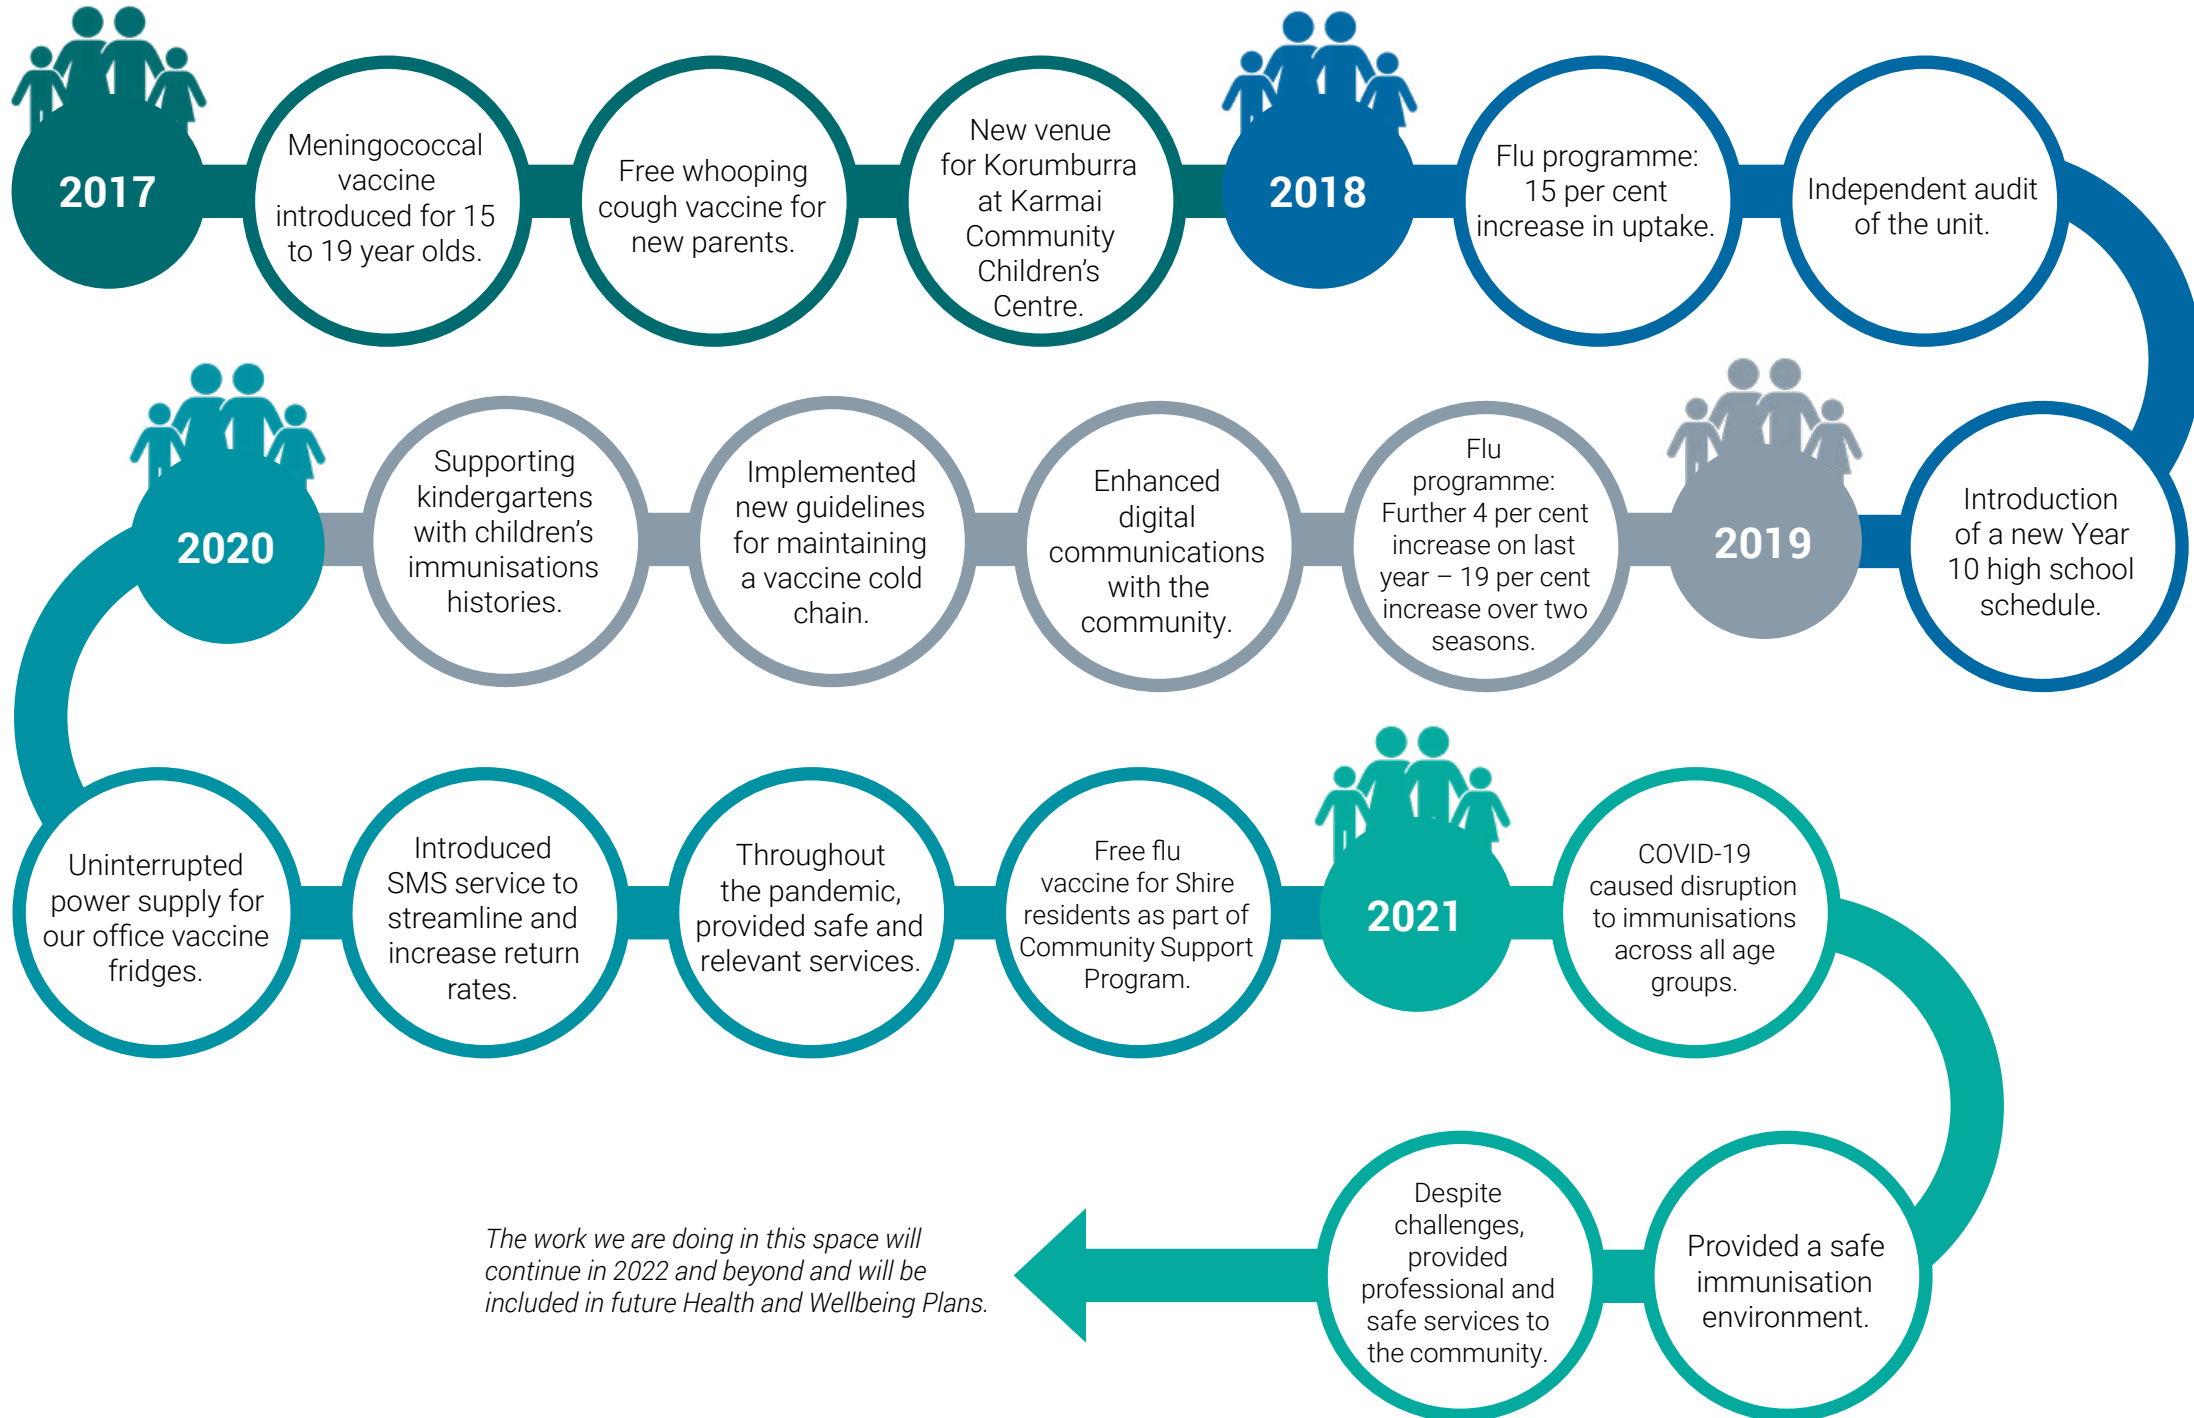 2017
Meningococcal
vaccine
introduced for 15
to 19 year olds.
Free whooping
cough vaccine for
new parents.
New venue
for Korumburra
at Karmai
Community
Children’s
Centre.
2018
Flu programme:
15 per cent
increase in uptake.
Independent audit
of the unit.
Introduction
of a new Year
10 high school
schedule.
2019
Flu
programme:
Further 4 per cent
increase on last
year – 19 per cent
increase over two
seasons.
Enhanced
digital
communications
with the
community.
Implemented
new guidelines
for maintaining
a vaccine cold
chain.
Supporting
kindergartens
with children’s
immunisations
histories.
2020
Uninterrupted
power supply for
our office vaccine
fridges.
Introduced
SMS service to
streamline and
increase return
rates.
Throughout
the pandemic,
provided safe and
relevant services.
Free flu
vaccine for Shire
residents as part of
Community Support
Program.
2021
COVID-19
caused disruption
to immunisations
across all age
groups.
Provided a safe
immunisation
environment.
Despite
challenges,
provided
professional and
safe services to
the community.
The work we are doing in this space will
continue in 2022 and beyond and will be
included in future Health and Wellbeing Plans.